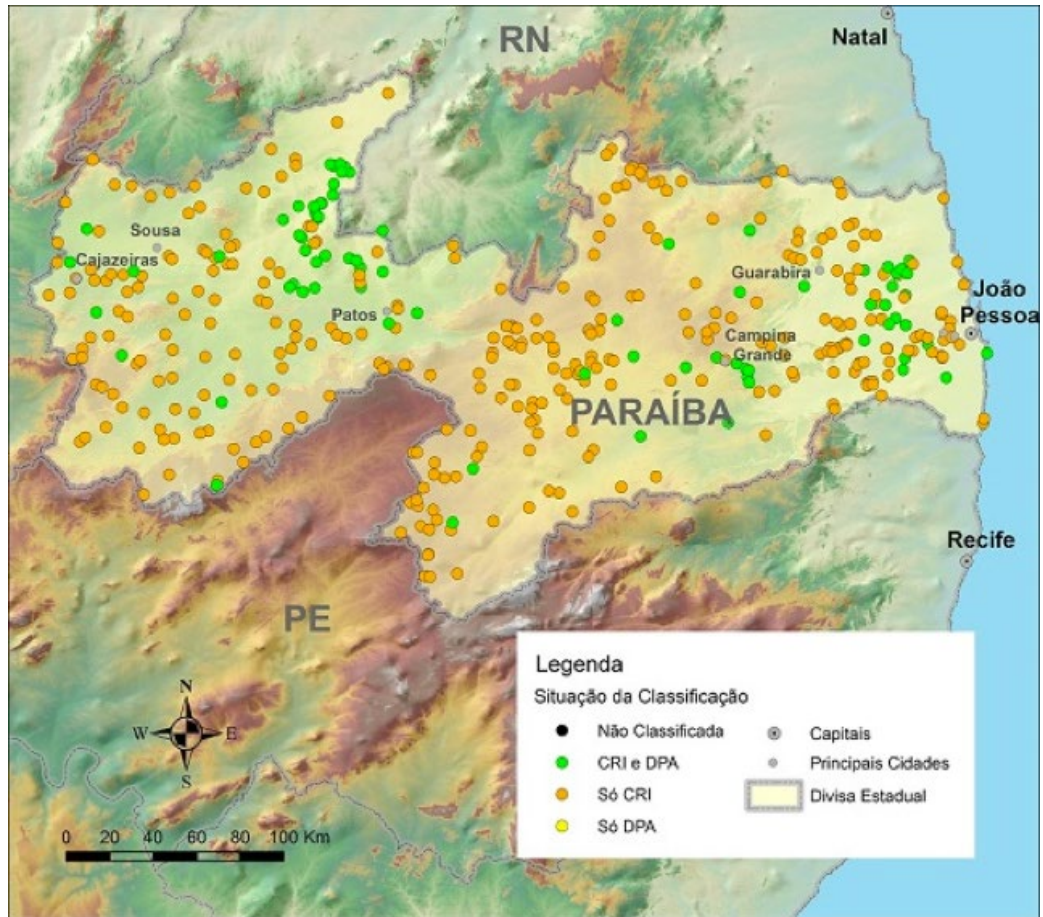 RN
Natal
Sousa
Cajazeiras
Guarabira
João
Pessoa
Patos
Campina
Grande
PARAÍBA
Recife
PE
Legenda
Situação da Classificação
Não Classificada
Capitais
CRI e DPA
Principais Cidades
Só CRI
Divisa Estadual
Só DPA
N
W E
S
0 20 40 60 80 100 Km